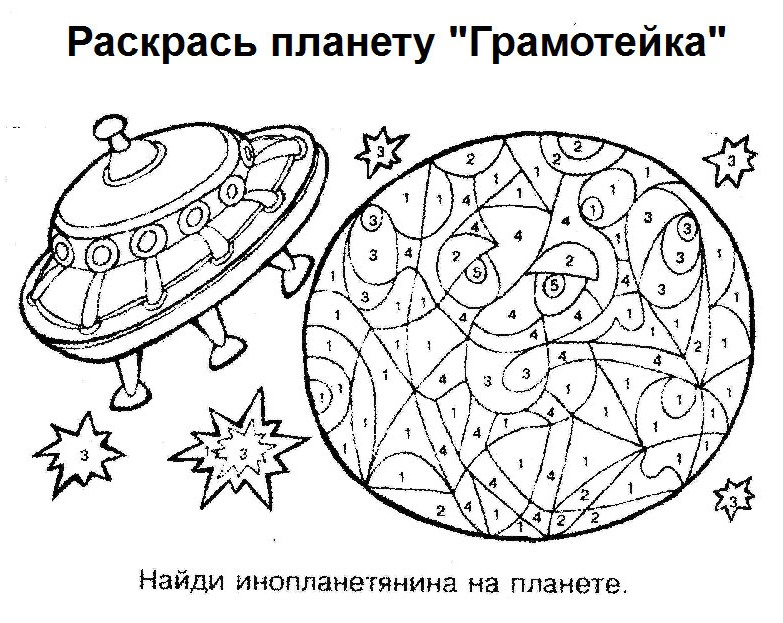 Раскрась планету "Грамотейка"
Найди инопланетянина на планете.